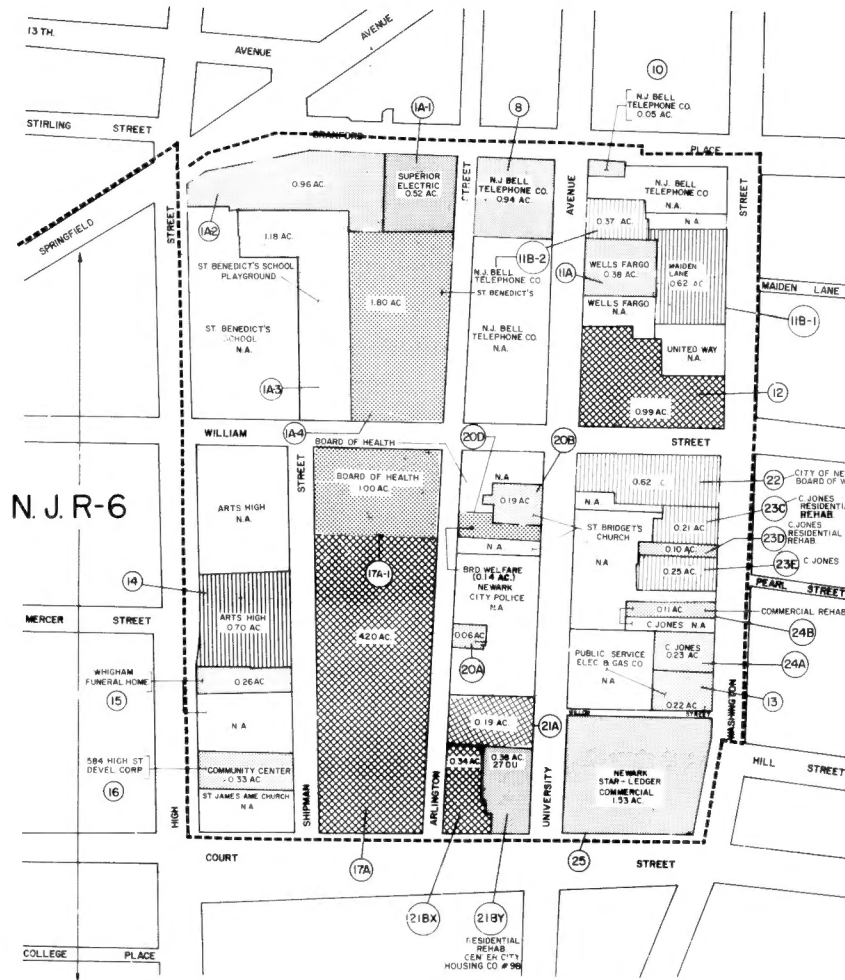 13 TH.
AVENUE
AVENUE
10
N.J BELL
TELEPHONE CO.
0.05 AC.
1A-1
8
STIRLING STREET
BRANFORD
PLACE
SPRINGFIELD
STREET
0.96 AC.
SUPERIOR
ELECTRIC
0.52 AC.
STREET
N.J. BELL
TELEPHONE CO.
0.94 AC.
AVENUE
N.J. BELL
TELEPHONE CO
N.A.
STREET
N A
1A2
1.18 AC.
0.37 AC.
11B-2
11A
WELLS FARGO
0.38 AC.
MAIDEN
LANE
0.62 AC
MAIDEN LANE
ST BENEDICT'S SCHOOL
PLAYGROUND
1.80 AC
N.J. BELL
TELEPHONE CO
N.A.
ST BENEDICT'S
WELLS FARGO
N.A.
11B-1
ST BENEDICT'S
SCHOOL
N.A.
N.J. BELL
TELEPHONE CO.
N.A.
UNITED WAY
N.A.
1A-3
12
0.99 AC.
WILLIAM
1A-4
STREET
20D
20B
BOARD OF HEALTH
STREET
N.J.R-6
ARTS HIGH
N.A.
BOARD OF HEALTH
1.00 AC.
N.A
0.19 AC.
0.62 AC
22
CITY OF NE
BOARD OF W
N A
23C
C. JONES
RESIDENTI
REHAB.
0.21 AC.
ST BRIDGET'S
CHURCH
0.10 AC.
23D
C.JONES
RESIDENTIAL
REHAB.
N A
N A
0.25 AC.
23E
C JONES
14
17A-1
BRD WELFARE
(0.14 AC.)
NEWARK
CITY POLICE
N.A
PEARL STREET
ARTS HIGH
0.70 AC
0.11 AC
COMMERCIAL REHAB
MERCER STREET
4.20 AC.
C JONES N.A
24B
0.06 AC
20A
PUBLIC SERVICE
ELEC & GAS CO
N A
C JONES
0.23 AC
24A
WHIGHAM
FUNERAL HOME
15
0.26 AC
13
0.22 AC
N A
0.19 AC.
21A
STREET
WASHINGTON
584 HIGH ST
DEVEL CORP
16
COMMUNITY CENTER
0.33 AC
0.34 AC.
0.38 AC.
27 DU
NEWARK
STAR-LEDGER
COMMERCIAL
1.53 AC.
HILL STREET
ST JAMES AME CHURCH
N A
HIGH
SHIPMAN
ARLINGTON
UNIVERSITY
COURT
17A
25
STREET
21BX
21BY
RESIDENTIAL
REHAB
CENTER CITY
HOUSING CO # 98
COLLEGE PLACE